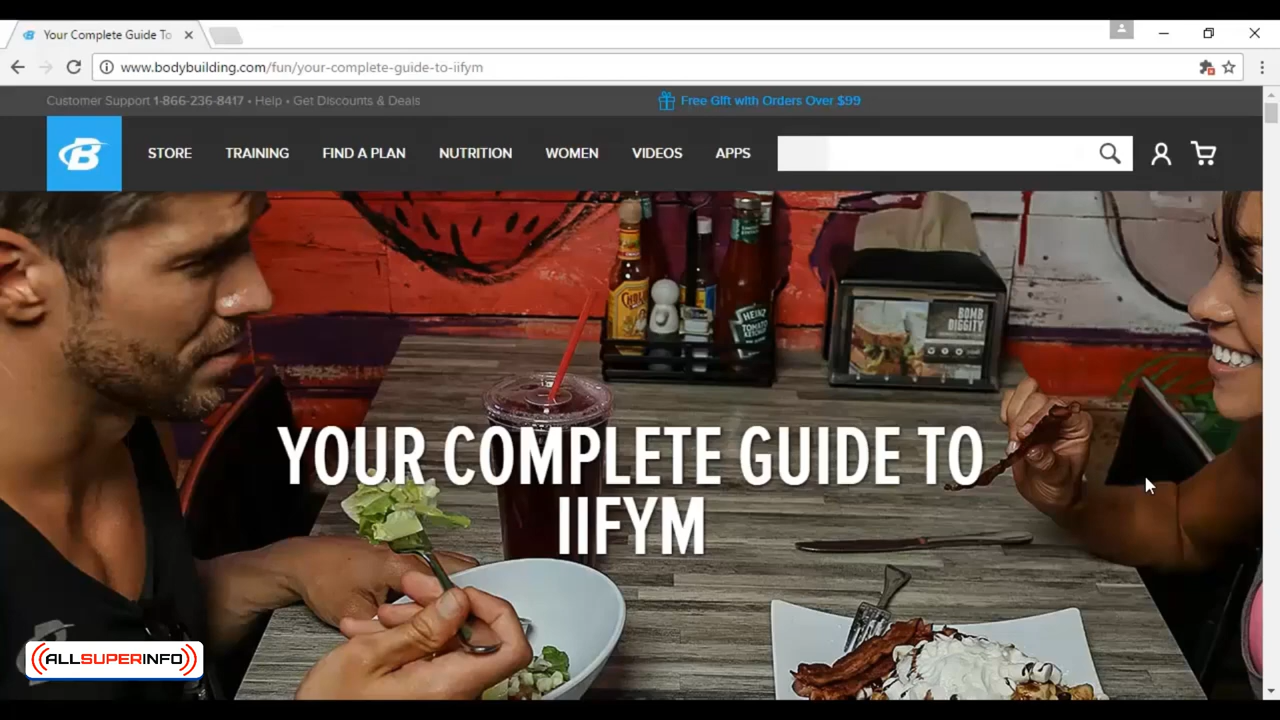 Your Complete Guide To
www.bodybuilding.com/fun/your-complete-guide-to-iifym
Customer Support 1-866-236-8417 • Help • Get Discounts & Deals
Free Gift with Orders Over $99
B
STORE
TRAINING
FIND A PLAN
NUTRITION
WOMEN
VIDEOS
APPS
HEINZ
TOMATO
KETCHUP
BOMB
DIGGITY
YOUR COMPLETE GUIDE TO
IIFYM
ALLSUPERINFO